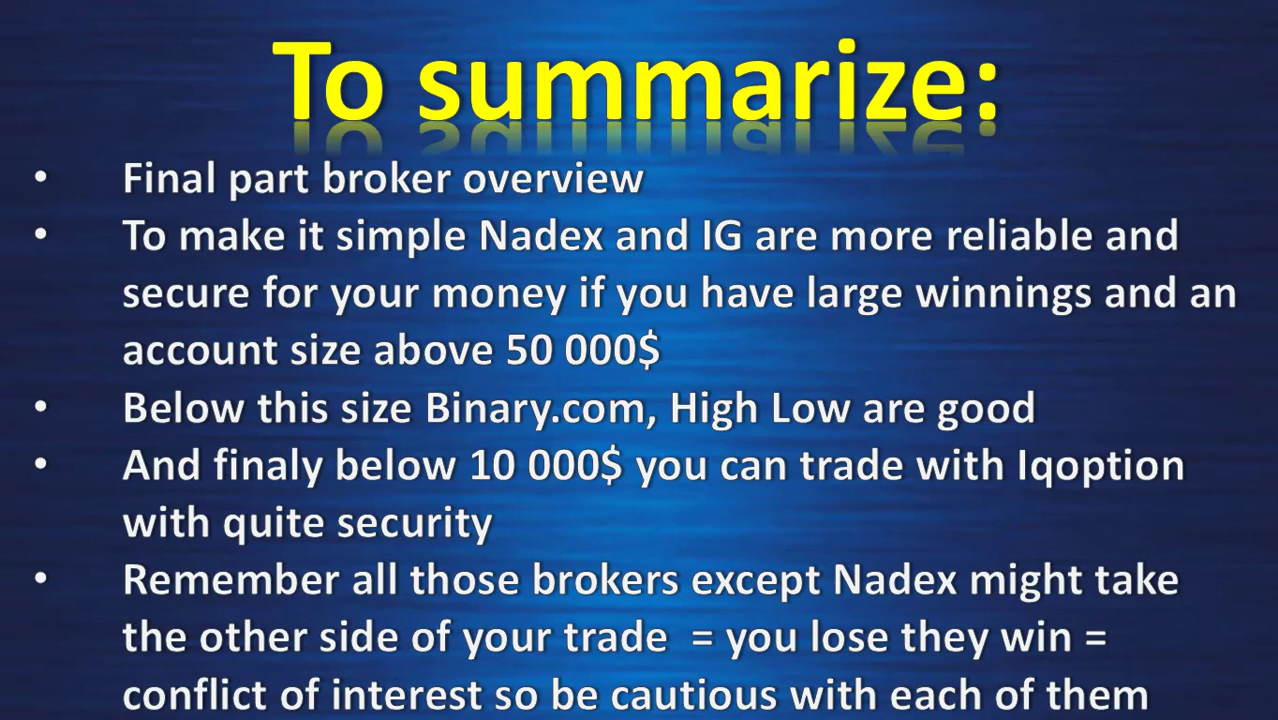 To summarize:
• Final part broker overview
• To make it simple Nadex and IG are more reliable and
secure for your money if you have large winnings and an
account size above 50 000$
• Below this size Binary.com, High Low are good
• And finaly below 10 000$ you can trade with Iqoption
with quite security
• Remember all those brokers except Nadex might take
the other side of your trade  = you lose they win =
conflict of interest so be cautious with each of them